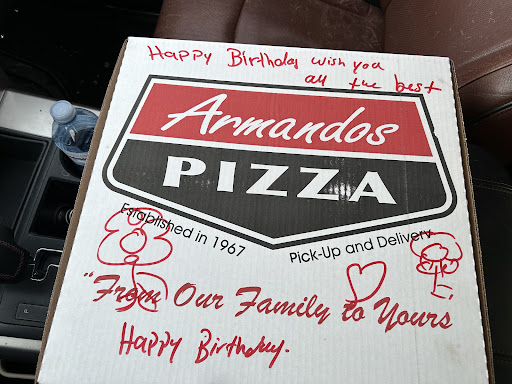 Happy Birthday wish you
all the best
Armandos
PIZZA
Established in 1967
Pick-Up and Delivery
"From Our Family to Yours
Happy Birthday.